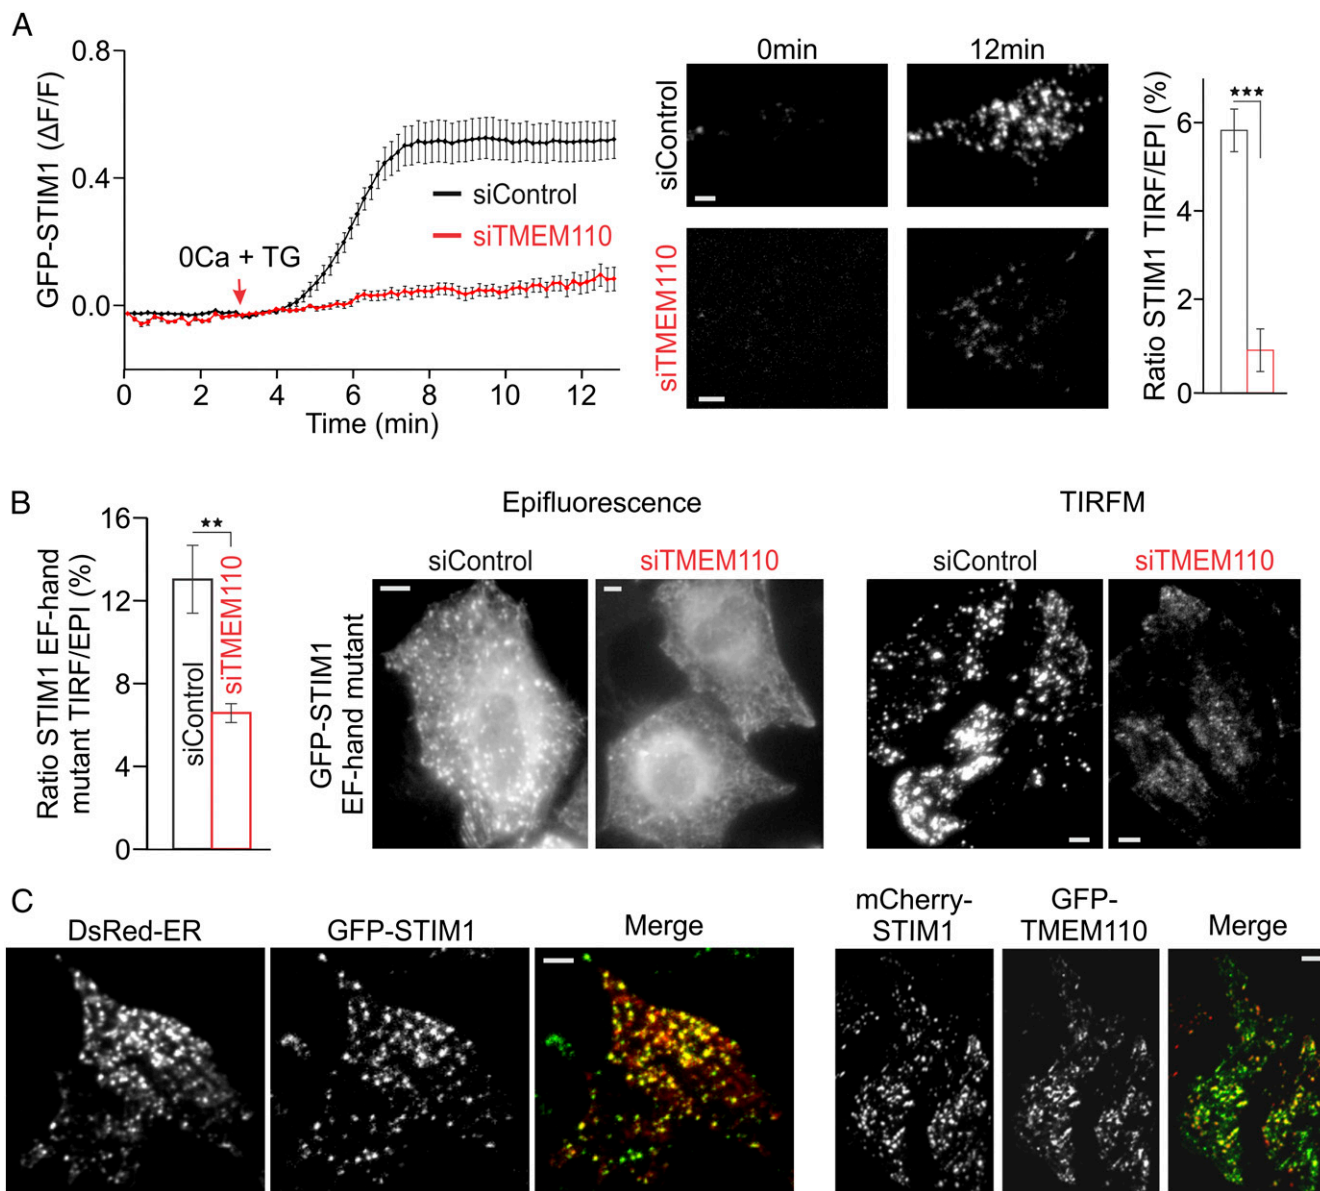 A
0.8
0.4
0.0
GFP-STIM1 (ΔF/F)
0Ca + TG
siControl
siTMEM110
0 2 4 6 8 10 12
Time (min)
0min 12min
siControl
siTMEM110
Ratio STIM1 TIRF/EPI (%)
6
4
2
0
★★★
B
16
12
8
4
0
Ratio STIM1 EF-hand
mutant TIRF/EPI (%)
★★
siControl
siTMEM110
Epifluorescence
siControl siTMEM110
GFP-STIM1
EF-hand mutant
TIRFM
siControl siTMEM110
C
DsRed-ER GFP-STIM1 Merge
mCherry-
STIM1
GFP-
TMEM110
Merge